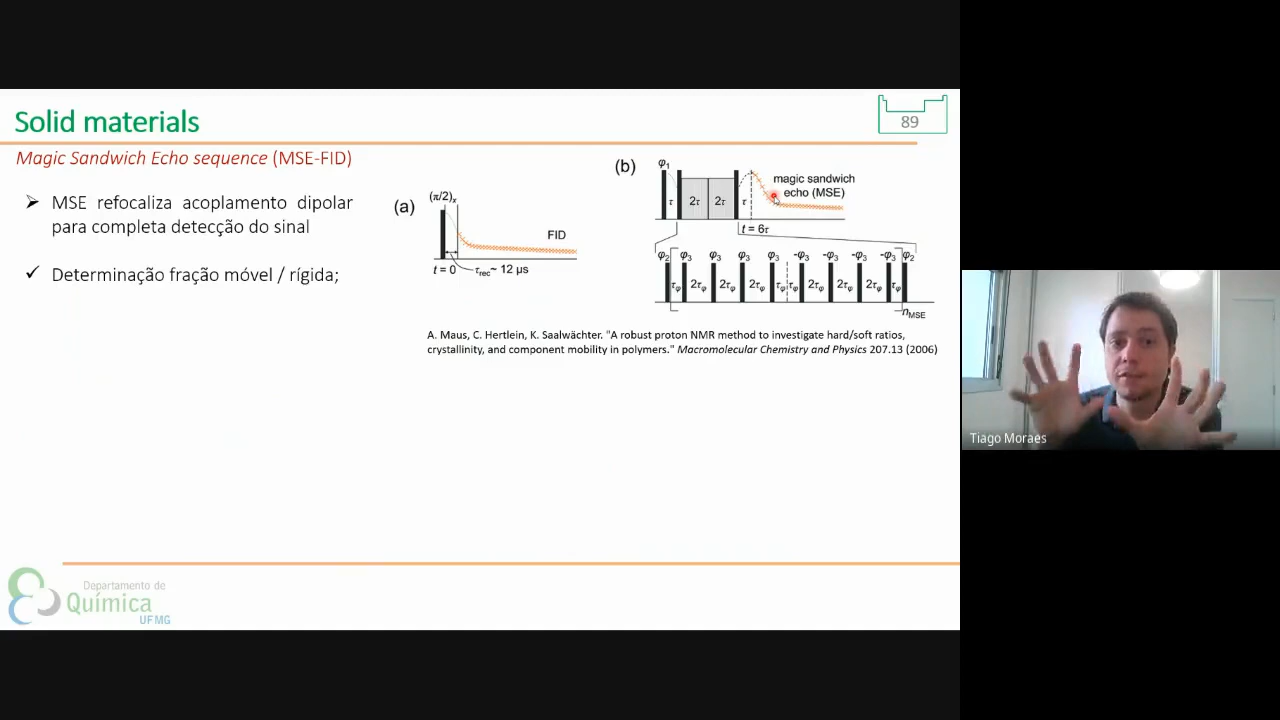 Solid materials
89
Magic Sandwich Echo sequence (MSE-FID)
➤ MSE refocaliza acoplamento dipolar
para completa detecção do sinal
✓ Determinação fração móvel / rígida;
(a)
(π/2)x
FID
t = 0
τrec ~ 12 μs
(b)
φ1
magic sandwich
echo (MSE)
τ 2τ 2τ τ
t = 6τ
φ2 φ3 φ3 φ3 φ3 -φ3 -φ3 -φ3 -φ3 φ2
τφ 2τφ 2τφ 2τφ τφ τφ 2τφ 2τφ 2τφ τφ
nMSE
A. Maus, C. Hertlein, K. Saalwächter. "A robust proton NMR method to investigate hard/soft ratios,
crystallinity, and component mobility in polymers." Macromolecular Chemistry and Physics 207.13 (2006)
Tiago Moraes
Departamento de
Química
UFMG